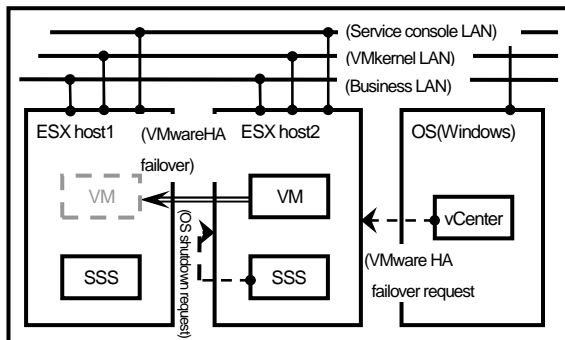 (Service console LAN)
(VMkernel LAN)
(Business LAN)
ESX host1
(VMwareHA
failover)
ESX host2
OS(Windows)
VM
VM
vCenter
(OS shutdown request)
SSS
SSS
(VMware HA
failover request